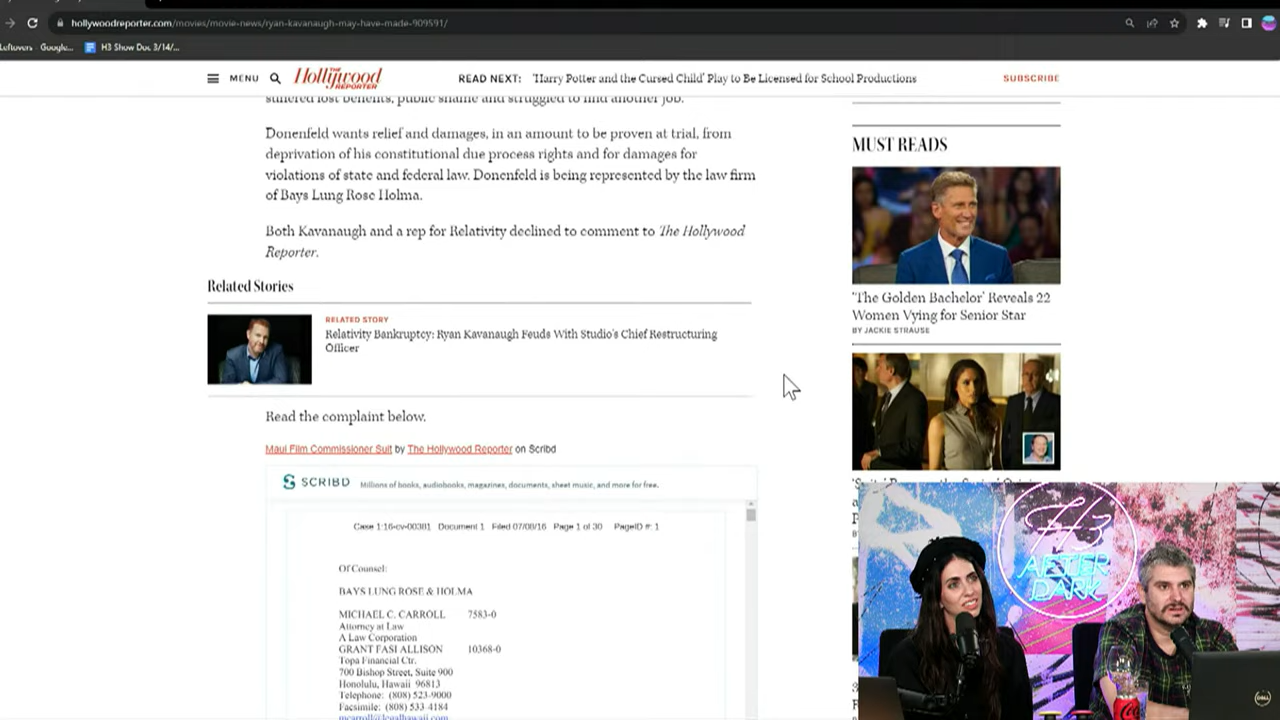 hollywoodreporter.com/movies/movie-news/ryan-kavanaugh-may-have-made-909591/
Leftovers - Google...
H3 Show Doc 3/14/...
MENU
THE Hollywood REPORTER
READ NEXT: 'Harry Potter and the Cursed Child' Play to Be Licensed for School Productions
SUBSCRIBE
suffered lost benefits, public shame and struggled to find another job.
Donenfeld wants relief and damages, in an amount to be proven at trial, from
deprivation of his constitutional due process rights and for damages for
violations of state and federal law. Donenfeld is being represented by the law firm
of Bays Lung Rose Holma.
Both Kavanaugh and a rep for Relativity declined to comment to The Hollywood
Reporter.
Related Stories
RELATED STORY
Relativity Bankruptcy: Ryan Kavanaugh Feuds With Studio's Chief Restructuring
Officer
Read the complaint below.
Maui Film Commissioner Suit by The Hollywood Reporter on Scribd
SCRIBD Millions of books, audiobooks, magazines, documents, sheet music, and more for free.
Case 1:16-cv-00381 Document 1 Filed 07/08/16 Page 1 of 30 PageID #: 1
Of Counsel:
BAYS LUNG ROSE & HOLMA
MICHAEL C. CARROLL 7583-0
Attorney at Law
A Law Corporation
GRANT FASI ALLISON 10368-0
Topa Financial Ctr.
700 Bishop Street, Suite 900
Honolulu, Hawaii 96813
Telephone: (808) 523-9000
Facsimile: (808) 533-4184
mcarroll@legalhawaii.com
MUST READS
'The Golden Bachelor' Reveals 22
Women Vying for Senior Star
BY JACKIE STRAUSE
H3
AFTER
DARK
DELL